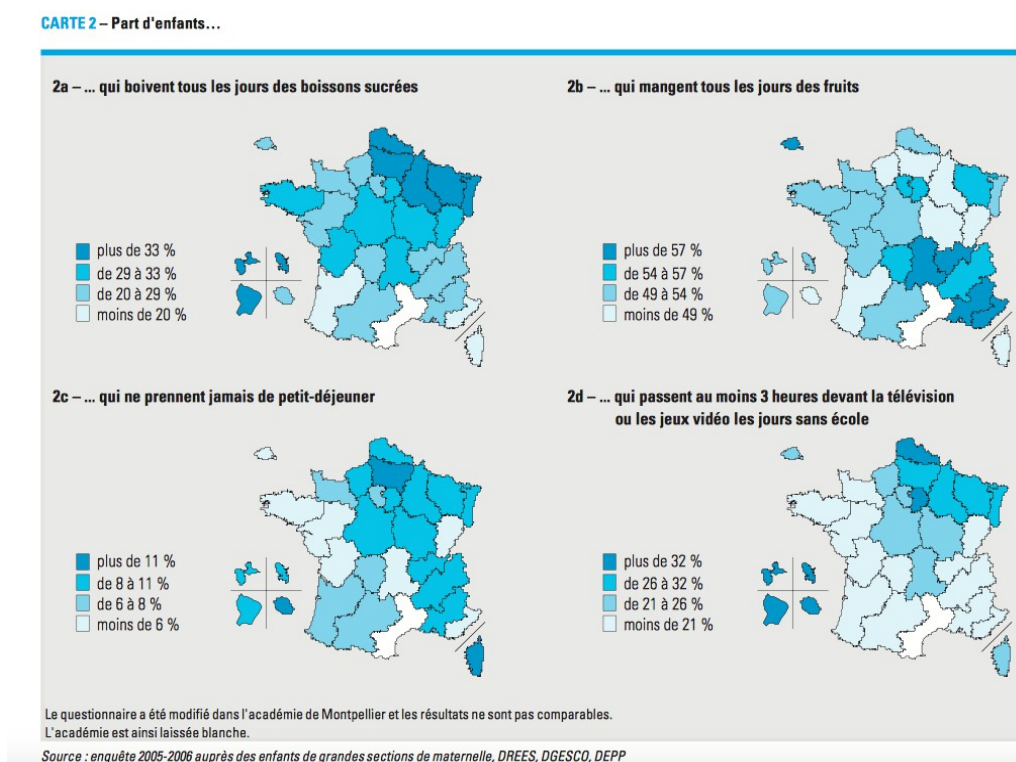 CARTE 2 – Part d'enfants...
2a – ... qui boivent tous les jours des boissons sucrées
plus de 33 %
de 29 à 33 %
de 20 à 29 %
moins de 20 %
2b – ... qui mangent tous les jours des fruits
plus de 57 %
de 54 à 57 %
de 49 à 54 %
moins de 49 %
2c – ... qui ne prennent jamais de petit-déjeuner
plus de 11 %
de 8 à 11 %
de 6 à 8 %
moins de 6 %
2d – ... qui passent au moins 3 heures devant la télévision
ou les jeux vidéo les jours sans école
plus de 32 %
de 26 à 32 %
de 21 à 26 %
moins de 21 %
Le questionnaire a été modifié dans l'académie de Montpellier et les résultats ne sont pas comparables.
L'académie est ainsi laissée blanche.
Source : enquête 2005-2006 auprès des enfants de grandes sections de maternelle, DREES, DGESCO, DEPP